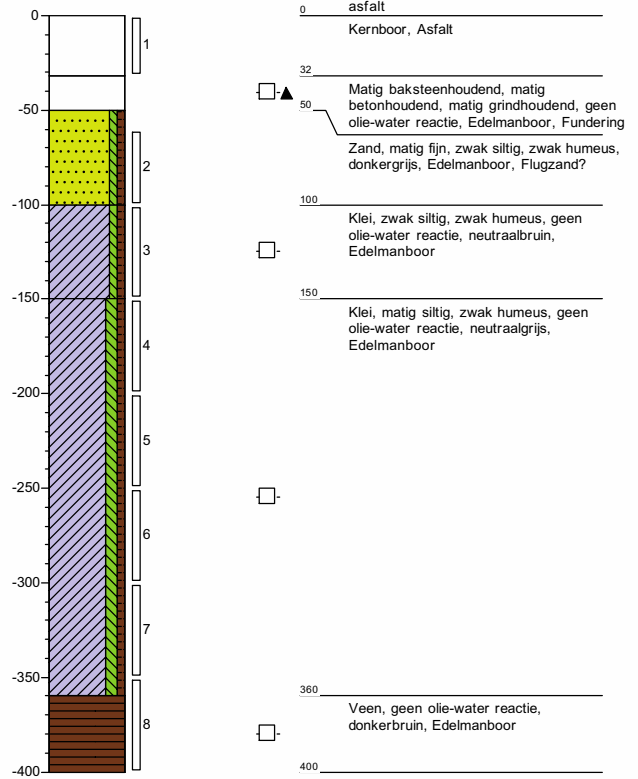 0
-50
-100
-150
-200
-250
-300
-350
-400
1
2
3
4
5
6
7
8
0 asfalt
Kernboor, Asfalt
32
Matig baksteenhoudend, matig
betonhoudend, matig grindhoudend, geen
olie-water reactie, Edelmanboor, Fundering
50
Zand, matig fijn, zwak siltig, zwak humeus,
donkergrijs, Edelmanboor, Flugzand?
100
Klei, zwak siltig, zwak humeus, geen
olie-water reactie, neutraalbruin,
Edelmanboor
150
Klei, matig siltig, zwak humeus, geen
olie-water reactie, neutraalgrijs,
Edelmanboor
360
Veen, geen olie-water reactie,
donkerbruin, Edelmanboor
400